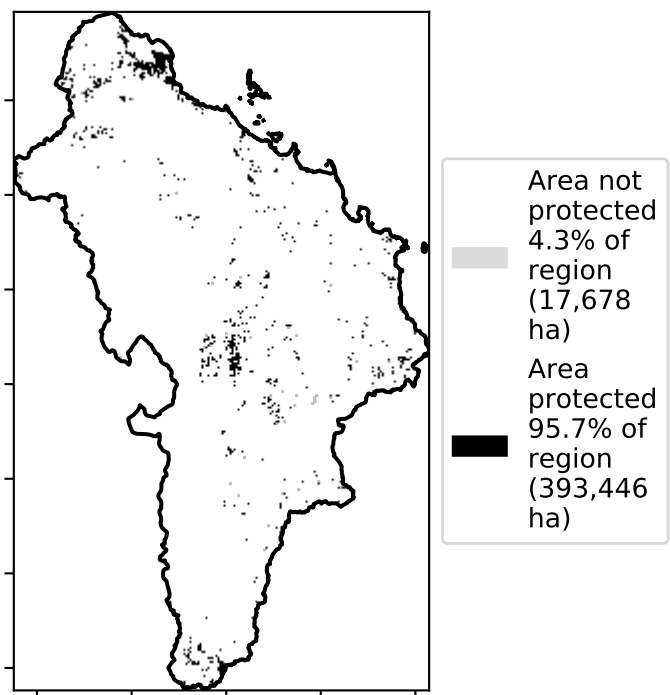 Area not
protected
4.3% of
region
(17,678
ha)
Area
protected
95.7% of
region
(393,446
ha)